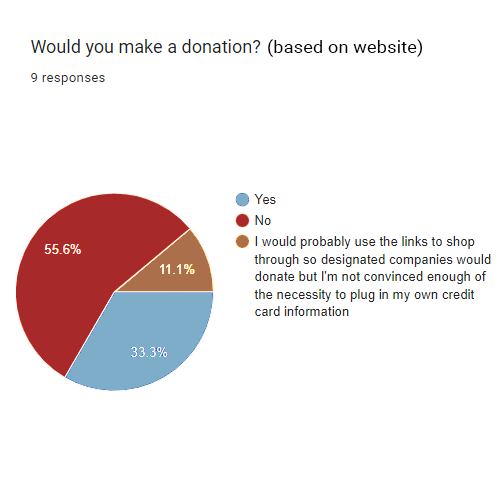 Would you make a donation? (based on website)
9 responses
Yes
No
I would probably use the links to shop
through so designated companies would
donate but I'm not convinced enough of
the necessity to plug in my own credit
card information
55.6%
11.1%
33.3%